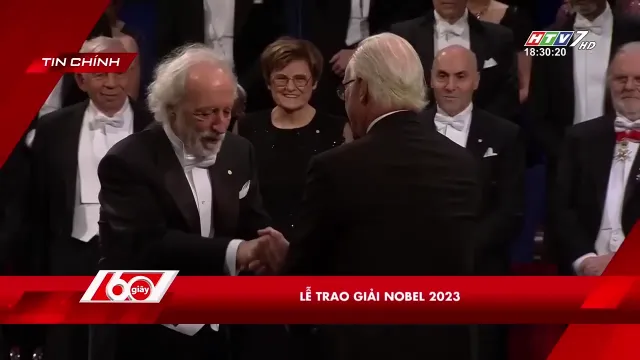 TIN CHÍNH
HTV7 HD
18:30:20
60 giây
LỄ TRAO GIẢI NOBEL 2023